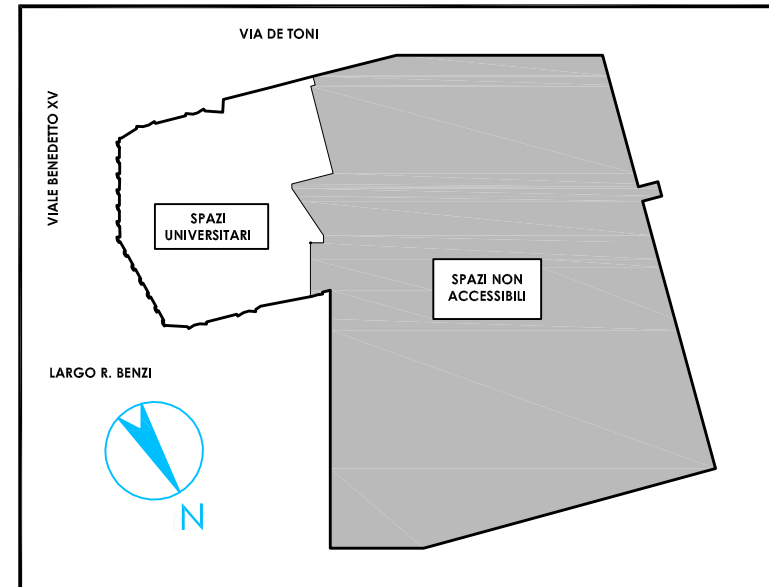 VIA DE TONI
VIALE BENEDETTO XV
SPAZI
UNIVERSITARI
SPAZI NON
ACCESSIBILI
LARGO R. BENZI
N